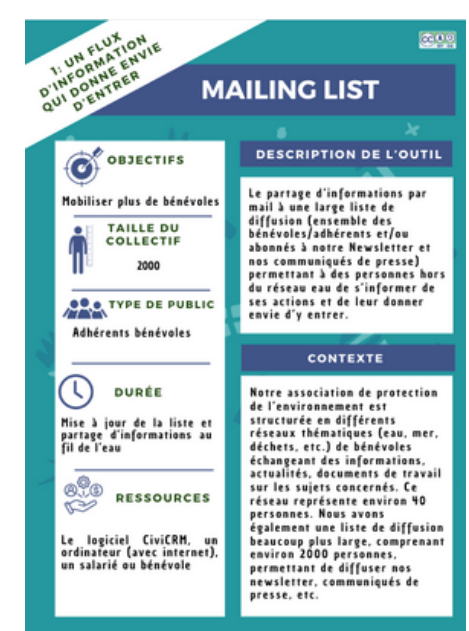 1: UN FLUX
D'INFORMATION
QUI DONNE ENVIE
D'ENTRER
MAILING LIST
OBJECTIFS
Mobiliser plus de bénévoles
TAILLE DU
COLLECTIF
2000
TYPE DE PUBLIC
Adhérents bénévoles
DURÉE
Mise à jour de la liste et
partage d'informations au
fil de l'eau
RESSOURCES
Le logiciel CiviCRM, un
ordinateur (avec internet),
un salarié ou bénévole
DESCRIPTION DE L'OUTIL
Le partage d'informations par
mail à une large liste de
diffusion (ensemble des
bénévoles/adhérents et/ou
abonnés à notre Newsletter et
nos communiqués de presse)
permettant à des personnes hors
du réseau eau de s'informer de
ses actions et de leur donner
envie d'y entrer.
CONTEXTE
Notre association de protection
de l'environnement est
structurée en différents
réseaux thématiques (eau, mer,
déchets, etc.) de bénévoles
échangeant des informations,
actualités, documents de travail
sur les sujets concernés. Ce
réseau représente environ 40
personnes. Nous avons
également une liste de diffusion
beaucoup plus large, comprenant
environ 2000 personnes,
permettant de diffuser nos
newsletter, communiqués de
presse, etc.